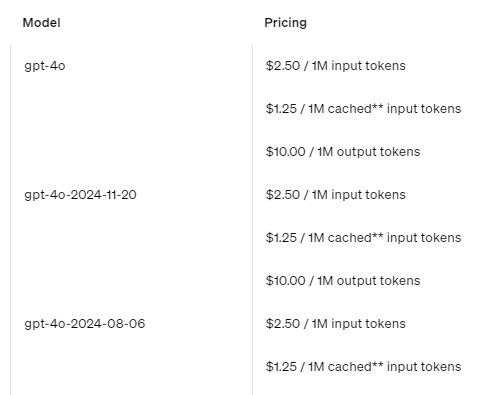 Model Pricing
gpt-4o $2.50 / 1M input tokens
$1.25 / 1M cached** input tokens
$10.00 / 1M output tokens
gpt-4o-2024-11-20 $2.50 / 1M input tokens
$1.25 / 1M cached** input tokens
$10.00 / 1M output tokens
gpt-4o-2024-08-06 $2.50 / 1M input tokens
$1.25 / 1M cached** input tokens